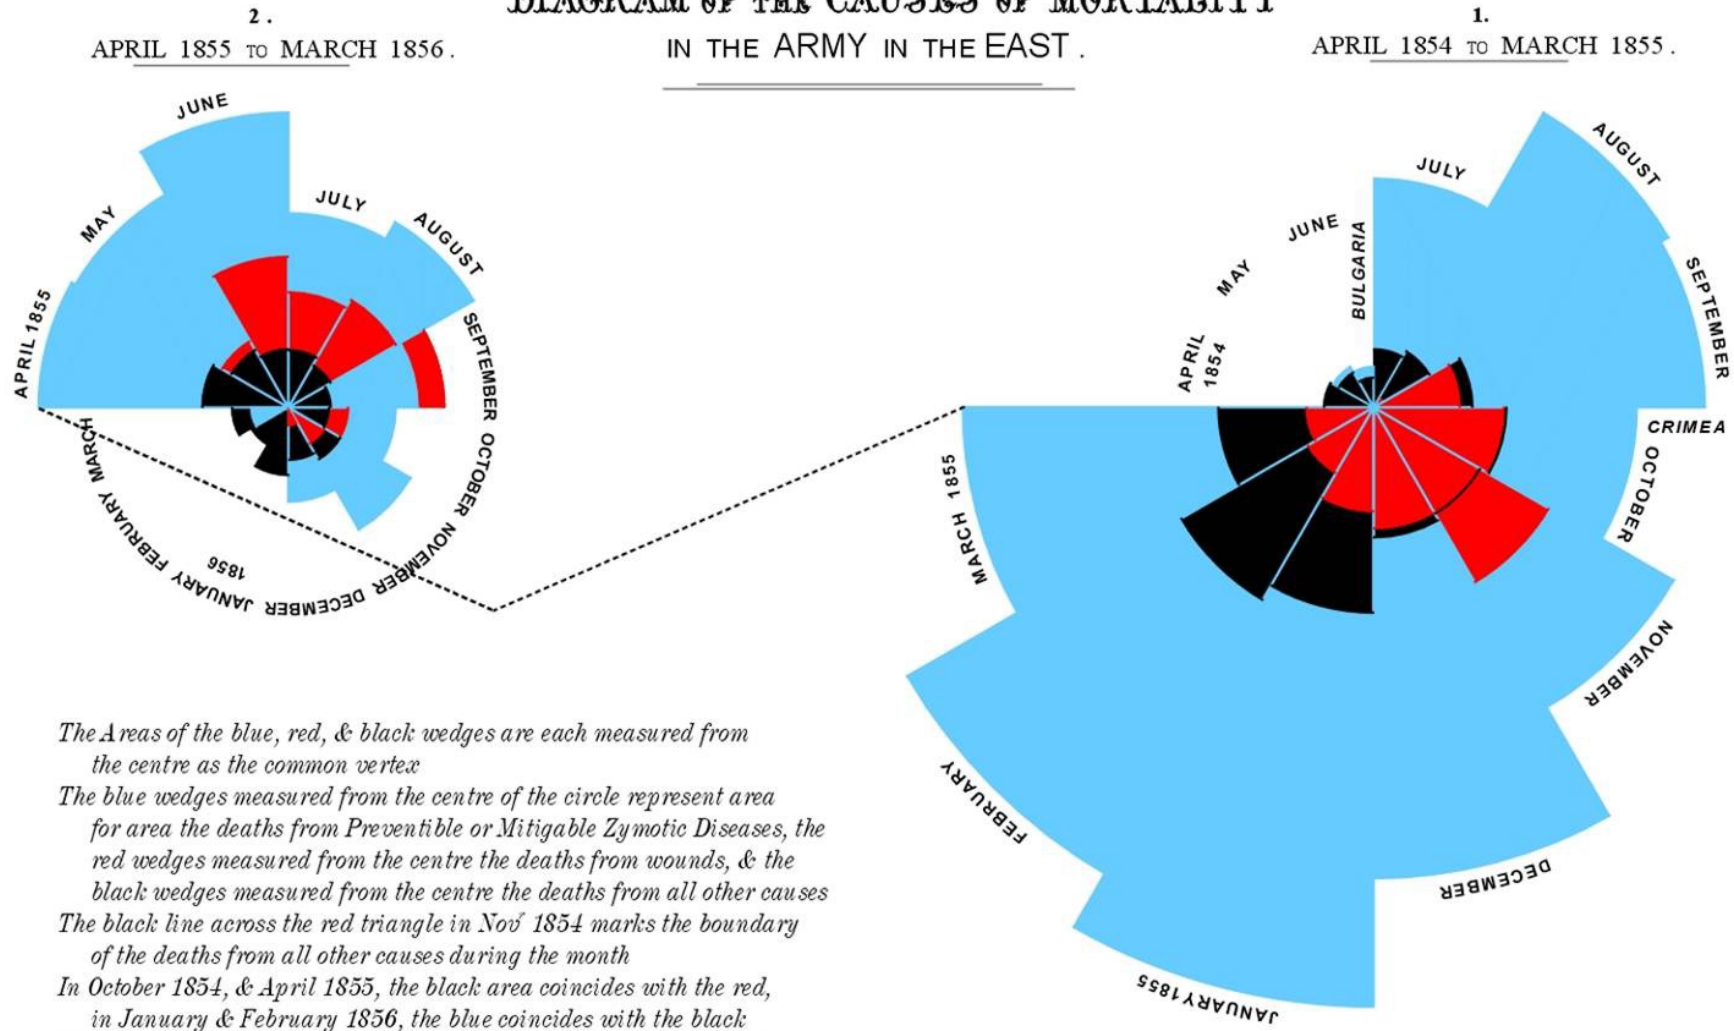 DIAGRAM OF THE CAUSES OF MORTALITY
IN THE ARMY IN THE EAST.
2.
APRIL 1855 TO MARCH 1856.
1.
APRIL 1854 TO MARCH 1855.
JUNE
JULY
AUGUST
SEPTEMBER
OCTOBER
NOVEMBER
DECEMBER
JANUARY
1856
FEBRUARY
MARCH
APRIL 1855
MAY
APRIL
1854
MAY
JUNE
BULGARIA
JULY
AUGUST
SEPTEMBER
CRIMEA
OCTOBER
NOVEMBER
DECEMBER
JANUARY 1855
FEBRUARY
MARCH 1855
The Areas of the blue, red, & black wedges are each measured from
the centre as the common vertex
The blue wedges measured from the centre of the circle represent area
for area the deaths from Preventible or Mitigable Zymotic Diseases, the
red wedges measured from the centre the deaths from wounds, & the
black wedges measured from the centre the deaths from all other causes
The black line across the red triangle in Novr 1854 marks the boundary
of the deaths from all other causes during the month
In October 1854, & April 1855, the black area coincides with the red,
in January & February 1856, the blue coincides with the black